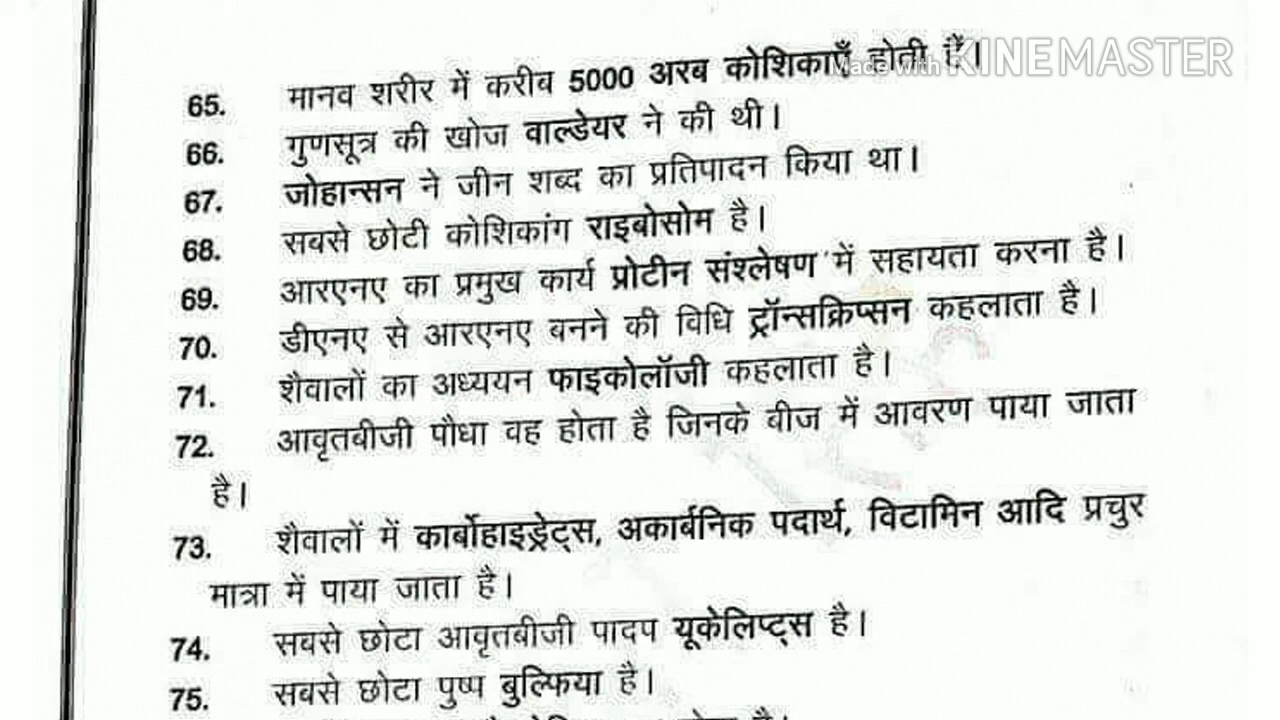 Made with KINEMASTER
65. मानव शरीर में करीब 5000 अरब कोशिकाएँ होती हैं।
66. गुणसूत्र की खोज वाल्डेयर ने की थी।
67. जोहान्सन ने जीन शब्द का प्रतिपादन किया था।
68. सबसे छोटी कोशिकांग राइबोसोम है।
69. आरएनए का प्रमुख कार्य प्रोटीन संश्लेषण में सहायता करना है।
70. डीएनए से आरएनए बनने की विधि ट्रॉन्सक्रिप्सन कहलाता है।
71. शैवालों का अध्ययन फाइकोलॉजी कहलाता है।
72. आवृतबीजी पौधा वह होता है जिनके बीज में आवरण पाया जाता
है।
73. शैवालों में कार्बोहाइड्रेट्स, अकार्बनिक पदार्थ, विटामिन आदि प्रचुर
मात्रा में पाया जाता है।
74. सबसे छोटा आवृतबीजी पादप यूकेलिप्ट्स है।
75. सबसे छोटा पुष्प बुल्फिया है।